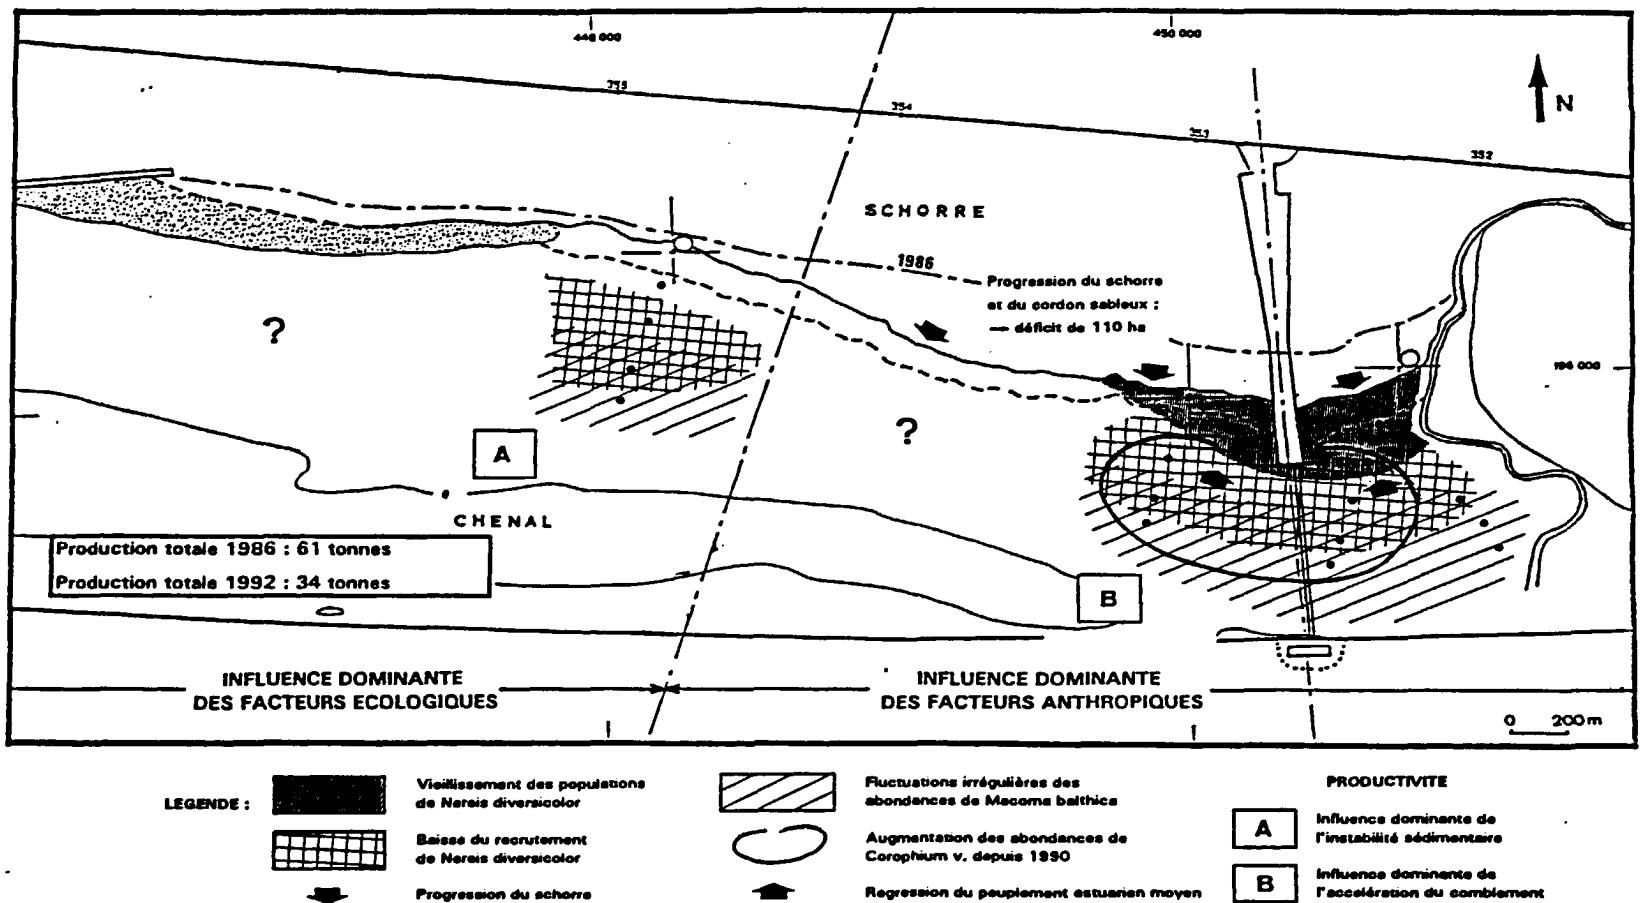 448 000
450 000
355
354
353
352
N
SCHORRE
1986
Progression du schorre
et du cordon sableux :
→ déficit de 110 ha
?
?
196 000
A
CHENAL
Production totale 1986 : 61 tonnes
Production totale 1992 : 34 tonnes
B
INFLUENCE DOMINANTE
DES FACTEURS ECOLOGIQUES
INFLUENCE DOMINANTE
DES FACTEURS ANTHROPIQUES
0 200 m
LEGENDE :
Vieillissement des populations
de Nereis diversicolor
Baisse du recrutement
de Nereis diversicolor
Progression du schorre
Fluctuations irrégulières des
abondances de Macoma balthica
Augmentation des abondances de
Corophium v. depuis 1990
Regression du peuplement estuarien moyen
PRODUCTIVITE
A
Influence dominante de
l'instabilité sédimentaire
B
Influence dominante de
l'accelération du comblement